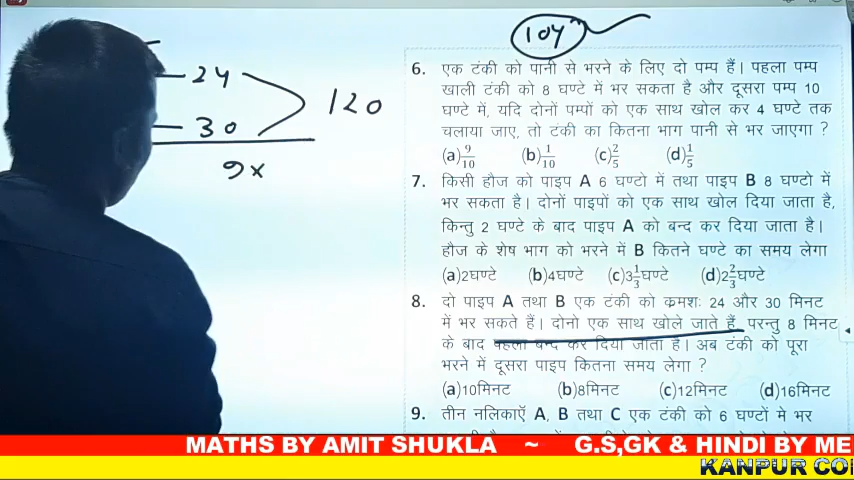 104
24
30
120
9x
6. एक टंकी को पानी से भरने के लिए दो पम्प हैं। पहला पम्प
खाली टंकी को 8 घण्टे में भर सकता है और दूसरा पम्प 10
घण्टे में, यदि दोनों पम्पों को एक साथ खोल कर 4 घण्टे तक
चलाया जाए, तो टंकी का कितना भाग पानी से भर जाएगा ?
(a) 9/10 (b) 1/10 (c) 2/5 (d) 1/5
7. किसी हौज को पाइप A 6 घण्टो में तथा पाइप B 8 घण्टो में
भर सकता है। दोनों पाइपों को एक साथ खोल दिया जाता है,
किन्तु 2 घण्टे के बाद पाइप A को बन्द कर दिया जाता है।
हौज के शेष भाग को भरने में B कितने घण्टे का समय लेगा
(a)2घण्टे (b)4घण्टे (c)3 1/3 घण्टे (d)2 2/3 घण्टे
8. दो पाइप A तथा B एक टंकी को क्रमशः 24 और 30 मिनट
में भर सकते हैं। दोनो एक साथ खोले जाते हैं, परन्तु 8 मिनट
के बाद पहला बन्द कर दिया जाता है। अब टंकी को पूरा
भरने में दूसरा पाइप कितना समय लेगा ?
(a)10मिनट (b)8मिनट (c)12मिनट (d)16मिनट
9. तीन नलिकाऍ A, B तथा C एक टंकी को 6 घण्टों मे भर
MATHS BY AMIT SHUKLA ~ G.S,GK & HINDI BY ME
KANPUR CO